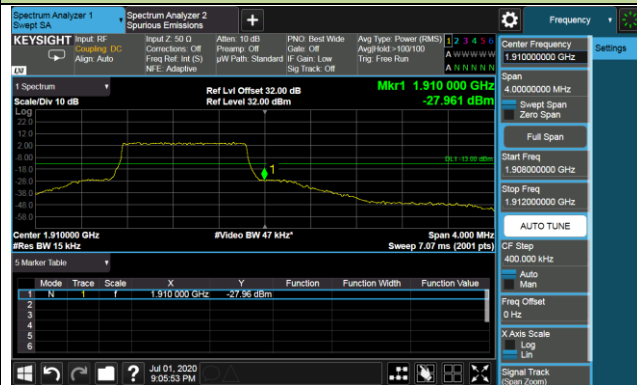 Spectrum Analyzer 1
Swept SA
Spectrum Analyzer 2
Spurious Emissions
+
Frequency
KEYSIGHT
Input: RF
Coupling: DC
Align: Auto
Input Z: 50 Ω
Corrections: Off
Freq Ref: Int (S)
NFE: Adaptive
Atten: 10 dB
Preamp: Off
µW Path: Standard
PNO: Best Wide
Gate: Off
IF Gain: Low
Sig Track: Off
Avg Type: Power (RMS)
Avg|Hold >100/100
Trig: Free Run
1 2 3 4 5 6
A W W W W W
A N N N N N
LXI
1 Spectrum
Scale/Div 10 dB
Ref Lvl Offset 32.00 dB
Ref Level 32.00 dBm
Mkr1 1.910 000 GHz
-27.961 dBm
Log
22.0
12.0
2.00
-8.00
-18.0
-28.0
-38.0
-48.0
-58.0
DL1 -13.00 dBm
1
Center 1.910000 GHz
#Res BW 15 kHz
#Video BW 47 kHz*
Span 4.000 MHz
Sweep 7.07 ms (2001 pts)
5 Marker Table
Mode Trace Scale X Y Function Function Width Function Value
1 N 1 f 1.910 000 GHz -27.96 dBm
2
3
4
5
6
Jul 01, 2020
9:05:53 PM
?
Center Frequency
1.910000000 GHz
Settings
Span
4.00000000 MHz
Swept Span
Zero Span
Full Span
Start Freq
1.908000000 GHz
Stop Freq
1.912000000 GHz
AUTO TUNE
CF Step
400.000 kHz
Auto
Man
Freq Offset
0 Hz
X Axis Scale
Log
Lin
Signal Track
(Span Zoom)